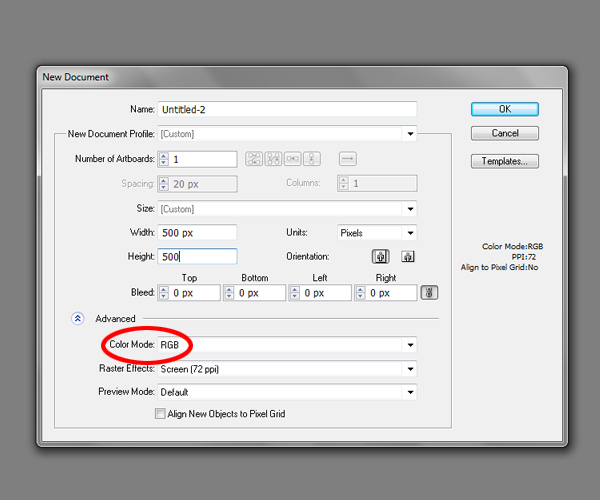 New Document
Name: Untitled-2
OK
New Document Profile: [Custom]
Cancel
Number of Artboards: 1
Templates...
Spacing: 20 px Columns: 1
Size: [Custom]
Width: 500 px Units: Pixels
Height: 500 Orientation:
Color Mode:RGB
PPI:72
Align to Pixel Grid:No
Top Bottom Left Right
Bleed: 0 px 0 px 0 px 0 px
Advanced
Color Mode: RGB
Raster Effects: Screen (72 ppi)
Preview Mode: Default
Align New Objects to Pixel Grid